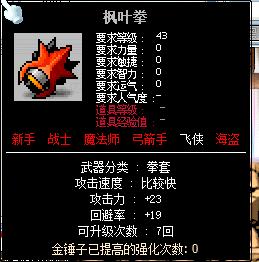 枫叶拳
要求等级： 43
要求力量： 0
要求敏捷： 0
要求智力： 0
要求运气： 0
要求人气度： -
道具等级： -
道具经验值： -
新手 战士 魔法师 弓箭手 飞侠 海盗
武器分类 ： 拳套
攻击速度 ： 比较快
攻击力 ： +23
回避率 ： +19
可升级次数 ： 7回
金锤子已提高的强化次数: 0